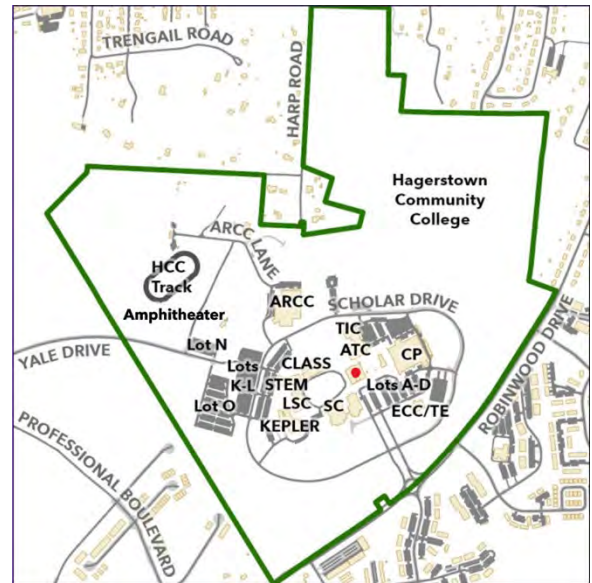 TRENGAIL ROAD
HARP ROAD
Hagerstown
Community
College
ARCC LANE
HCC
Track
Amphitheater
ARCC
SCHOLAR DRIVE
TIC
ATC
CP
Lot N
YALE DRIVE
Lots
K-L
CLASS
STEM
Lots A-D
Lot O
LSC
SC
ECC/TE
KEPLER
ROBINWOOD DRIVE
PROFESSIONAL BOULEVARD